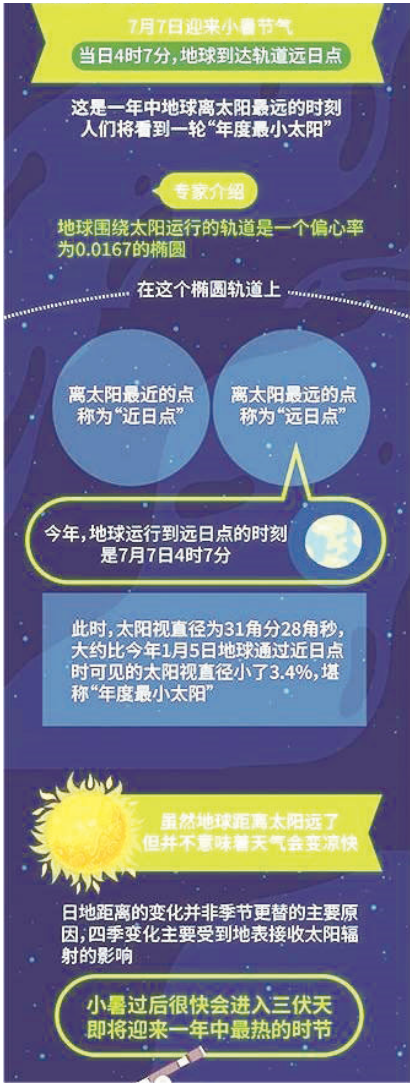 7月7日迎来小暑节气
当日4时7分,地球到达轨道远日点
这是一年中地球离太阳最远的时刻
人们将看到一轮“年度最小太阳”
专家介绍
地球围绕太阳运行的轨道是一个偏心率
为0.0167的椭圆
在这个椭圆轨道上
离太阳最近的点
称为“近日点”
离太阳最远的点
称为“远日点”
今年,地球运行到远日点的时刻
是7月7日4时7分
此时,太阳视直径为31角分28角秒,
大约比今年1月5日地球通过近日点
时可见的太阳视直径小了3.4%,堪
称“年度最小太阳”
虽然地球距离太阳远了
但并不意味着天气会变凉快
日地距离的变化并非季节更替的主要原
因,四季变化主要受到地表接收太阳辐
射的影响
小暑过后很快会进入三伏天
即将迎来一年中最热的时节